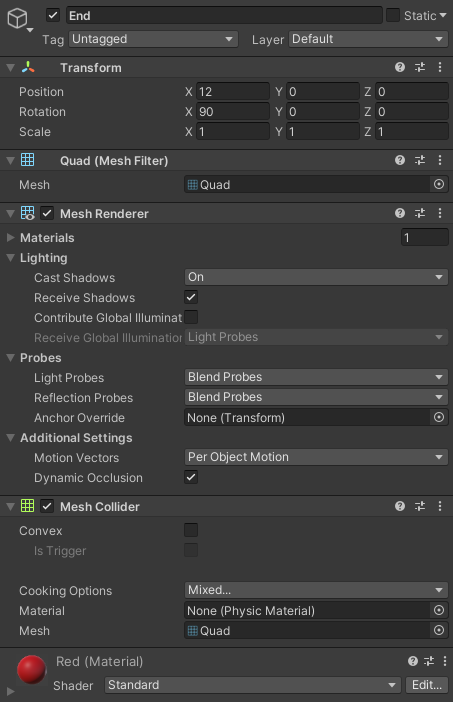 End Static
Tag Untagged Layer Default
Transform
Position X 12 Y 0 Z 0
Rotation X 90 Y 0 Z 0
Scale X 1 Y 1 Z 1
Quad (Mesh Filter)
Mesh Quad
Mesh Renderer
Materials 1
Lighting
Cast Shadows On
Receive Shadows
Contribute Global Illuminat
Receive Global Illumination Light Probes
Probes
Light Probes Blend Probes
Reflection Probes Blend Probes
Anchor Override None (Transform)
Additional Settings
Motion Vectors Per Object Motion
Dynamic Occlusion
Mesh Collider
Convex
Is Trigger
Cooking Options Mixed...
Material None (Physic Material)
Mesh Quad
Red (Material)
Shader Standard Edit...